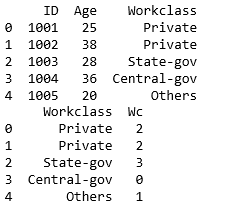 ID Age Workclass
0 1001 25 Private
1 1002 38 Private
2 1003 28 State-gov
3 1004 36 Central-gov
4 1005 20 Others
Workclass Wc
0 Private 2
1 Private 2
2 State-gov 3
3 Central-gov 0
4 Others 1